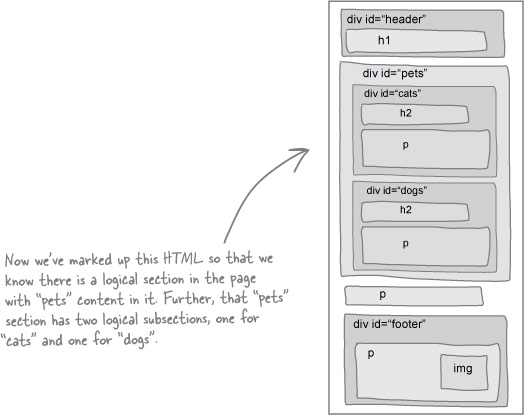 div id="header"
h1
div id="pets"
div id="cats"
h2
p
div id="dogs"
h2
p
Now we've marked up this HTML so that we
know there is a logical section in the page
with "pets" content in it. Further, that "pets"
section has two logical subsections, one for
"cats" and one for "dogs".
p
div id="footer"
p
img